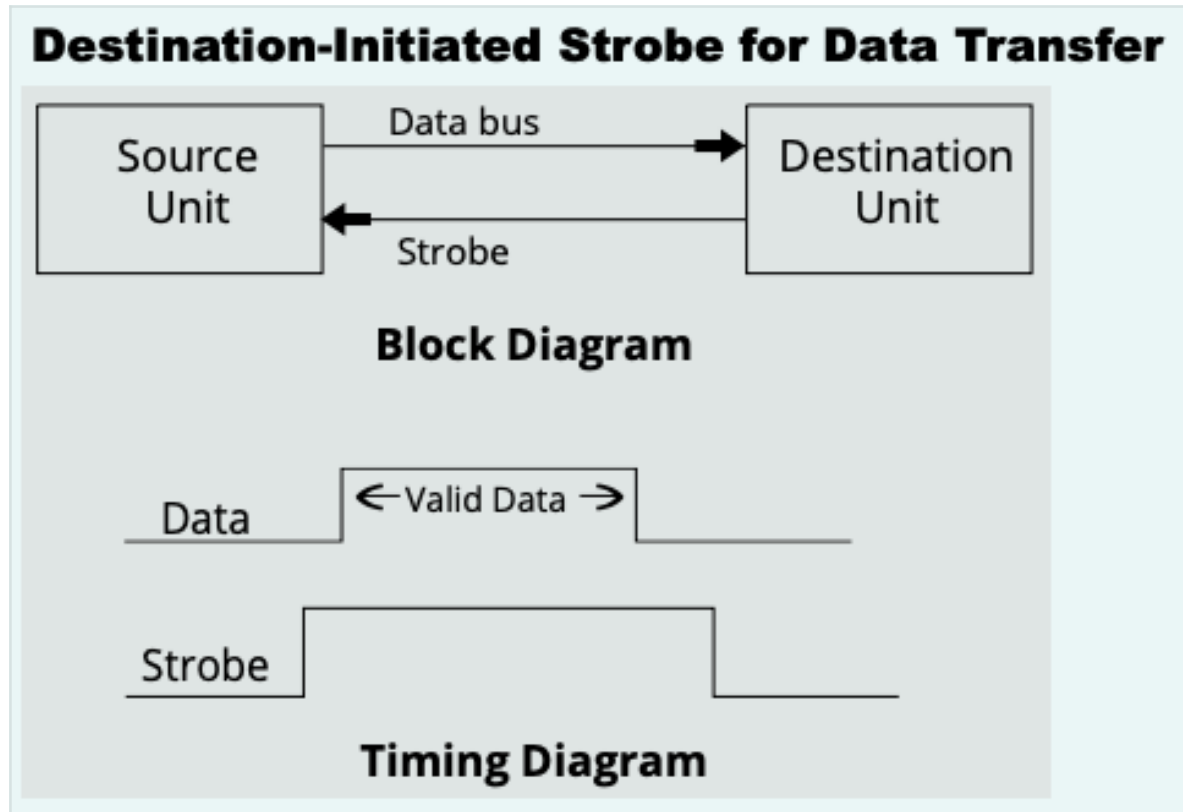 Destination-Initiated Strobe for Data Transfer
Data bus
Source
Unit
Destination
Unit
Strobe
Block Diagram
Valid Data
Data
Strobe
Timing Diagram